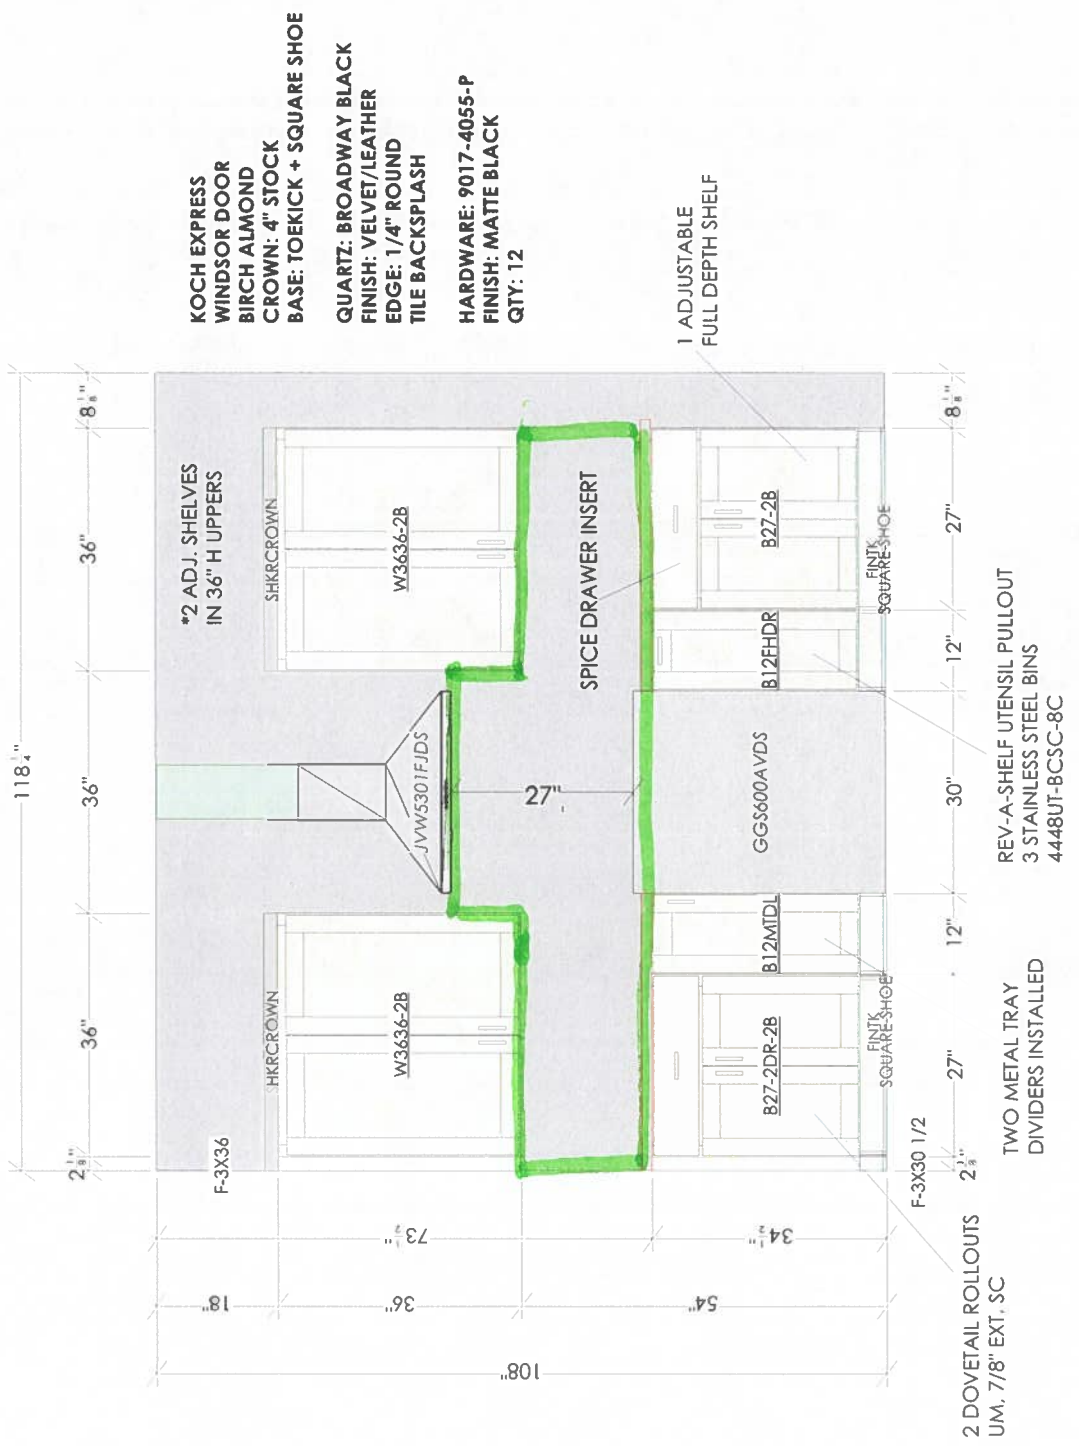 KOCH EXPRESS
WINDSOR DOOR
BIRCH ALMOND
CROWN: 4" STOCK
BASE: TOEKICK + SQUARE SHOE
QUARTZ: BROADWAY BLACK
FINISH: VELVET/LEATHER
EDGE: 1/4" ROUND
TILE BACKSPLASH
HARDWARE: 9017-4055-P
FINISH: MATTE BLACK
QTY: 12
118 1/4"
2 1/8"
36"
36"
36"
8 1/8"
F-3X36
*2 ADJ. SHELVES
IN 36" H UPPERS
SHKRCROWN
SHKRCROWN
W3636-2B
W3636-2B
JVW5301FJDS
27"
SPICE DRAWER INSERT
1 ADJUSTABLE
FULL DEPTH SHELF
B27-2DR-2B
B12MTDL
GGS600AVDS
B12FHDR
B27-2B
FINTK
SQUARE-SHOE
FINTK
SQUARE-SHOE
F-3X30 1/2
2 1/8"
27"
12"
30"
12"
27"
8 1/8"
108"
18"
36"
54"
73 1/2"
34 1/2"
2 DOVETAIL ROLLOUTS
UM, 7/8" EXT, SC
TWO METAL TRAY
DIVIDERS INSTALLED
REV-A-SHELF UTENSIL PULLOUT
3 STAINLESS STEEL BINS
4448UT-BCSC-8C